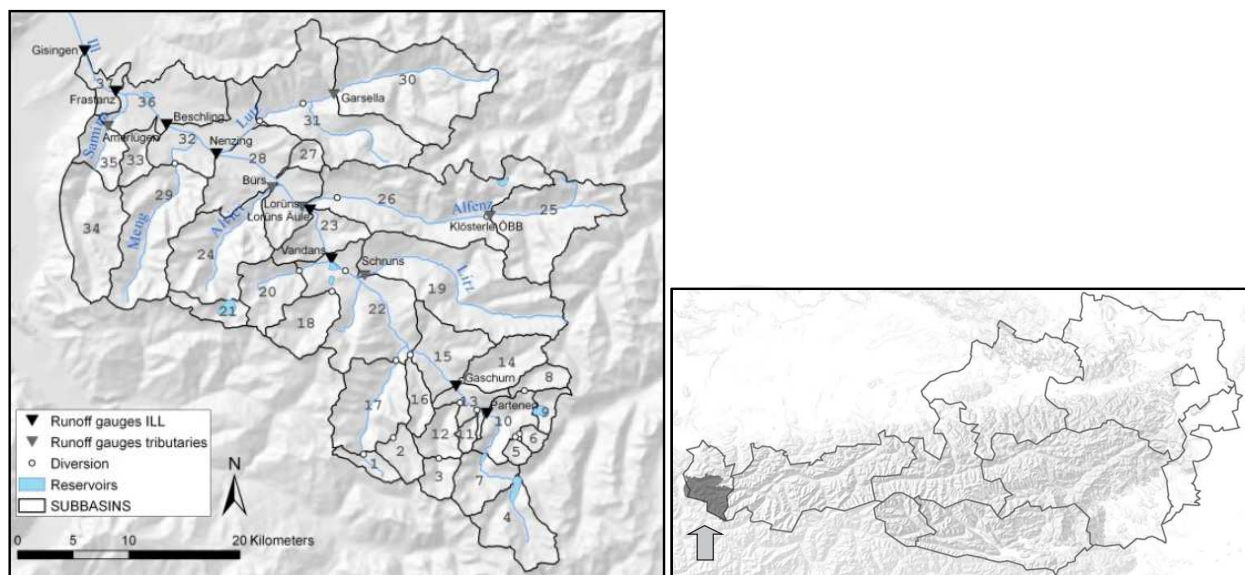 Gisingen
Ill
37
Frastanz
36
30
Garsella
Beschling
Lutz
31
Amerlügen
Samina
32
Nenzing
35
33
28
27
29
Bürs
26
Alfenz
25
34
Meng
Alvier
Lorüns
Lorüns Äule
23
Klösterle ÖBB
24
Vandans
Schruns
Litz
20
19
21
22
18
15
14
Gaschurn
8
17
16
13
Partenen
9
10
12
11
6
2
5
1
3
7
4
Runoff gauges ILL
Runoff gauges tributaries
Diversion
Reservoirs
SUBBASINS
N
0 5 10 20 Kilometers